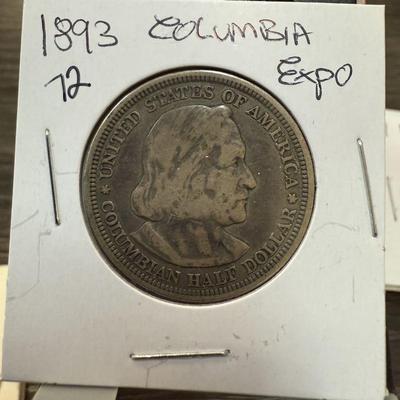 1893 COLUMBIA
72 Expo
UNITED STATES OF AMERICA
* COLUMBIAN HALF DOLLAR *